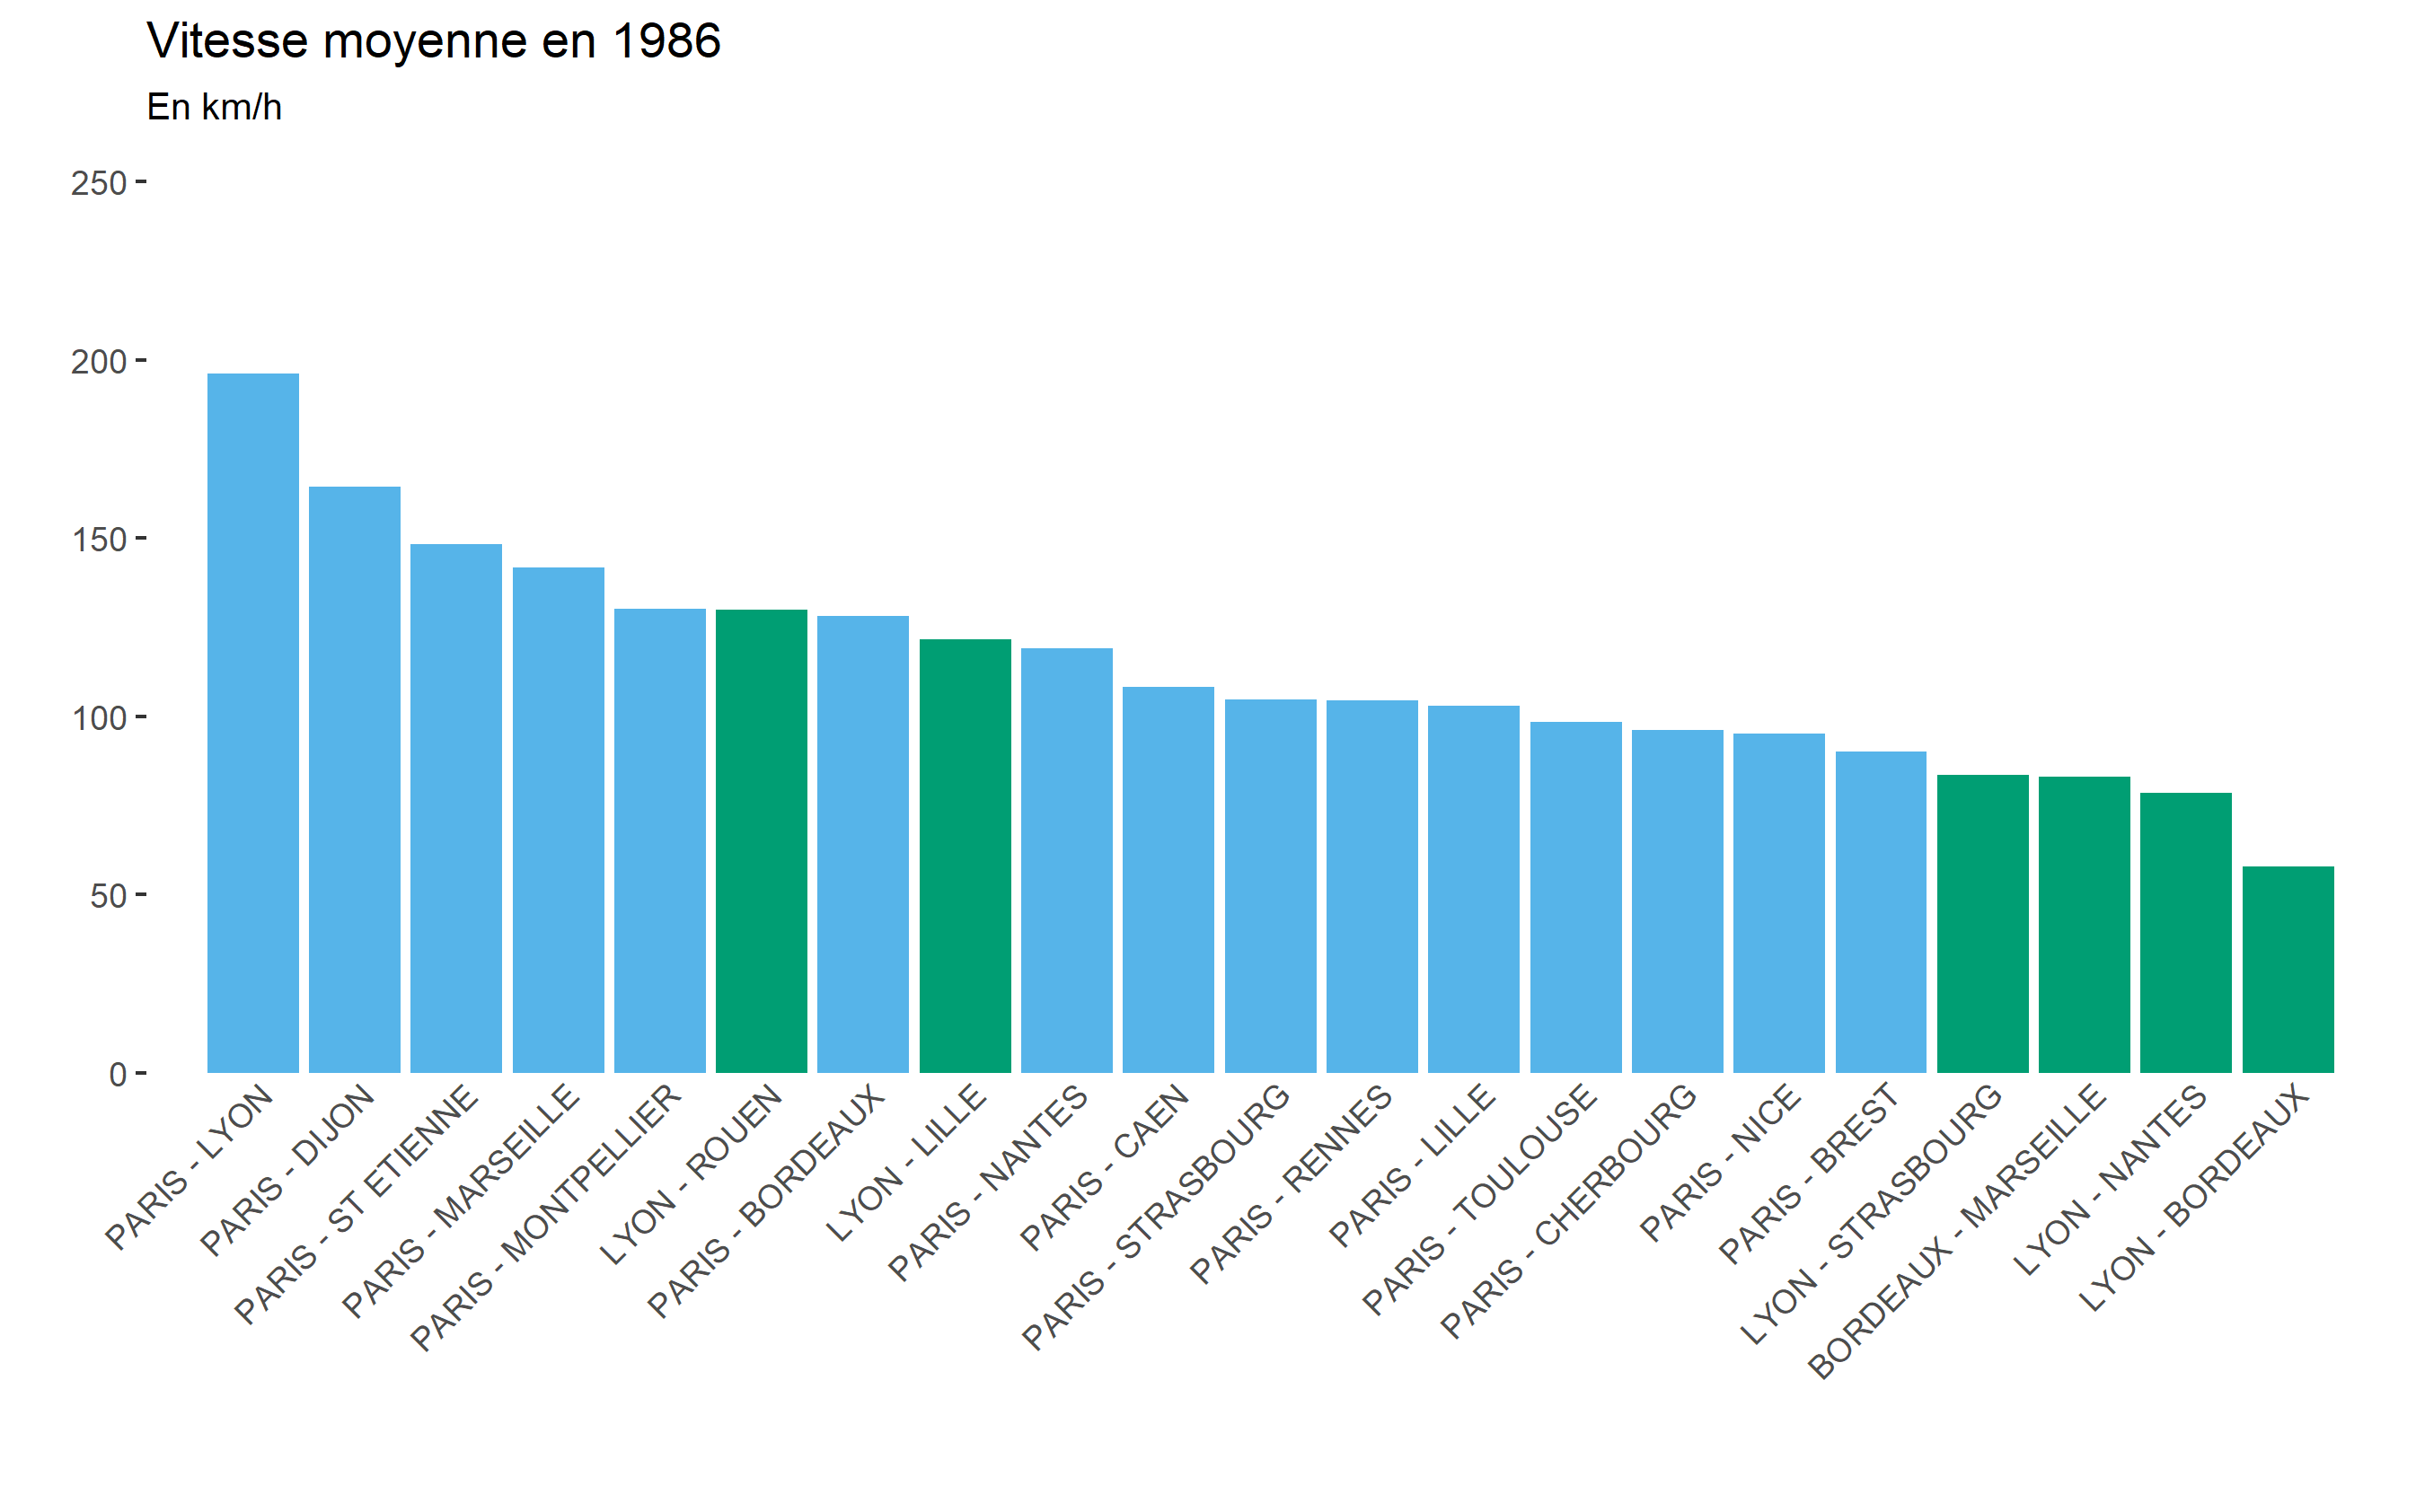 Vitesse moyenne en 1986
En km/h
250
200
150
100
50
0
PARIS - LYON
PARIS - DIJON
PARIS - ST ETIENNE
PARIS - MARSEILLE
PARIS - MONTPELLIER
LYON - ROUEN
PARIS - BORDEAUX
LYON - LILLE
PARIS - NANTES
PARIS - CAEN
PARIS - STRASBOURG
PARIS - RENNES
PARIS - LILLE
PARIS - TOULOUSE
PARIS - CHERBOURG
PARIS - NICE
PARIS - BREST
LYON - STRASBOURG
BORDEAUX - MARSEILLE
LYON - NANTES
LYON - BORDEAUX